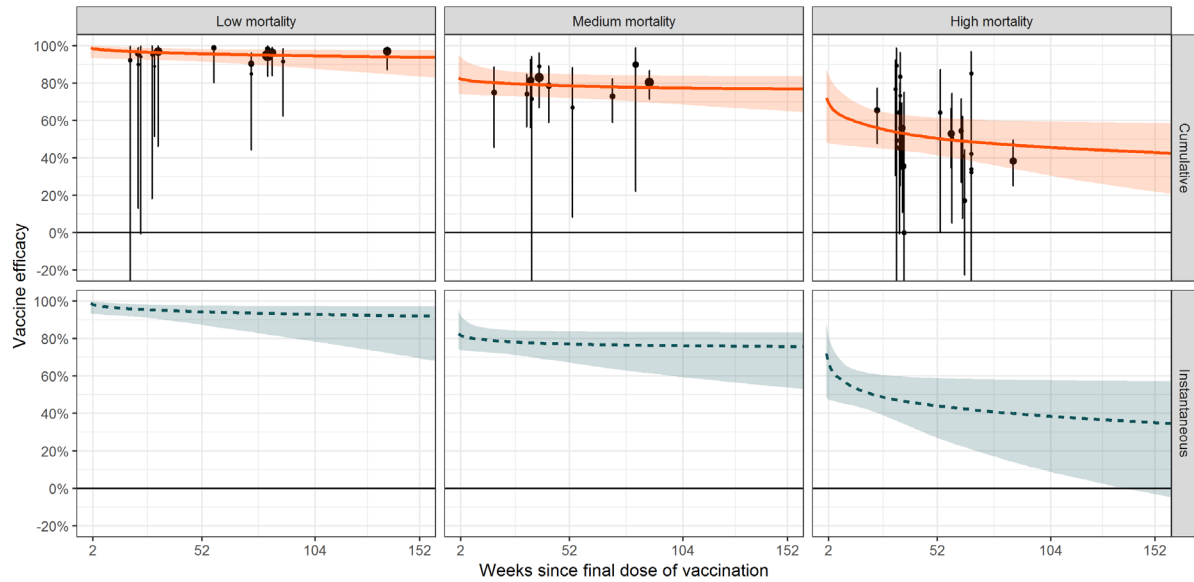 Low mortality
Medium mortality
High mortality
Vaccine efficacy
100%
80%
60%
40%
20%
0%
-20%
Cumulative
100%
80%
60%
40%
20%
0%
-20%
Instantaneous
2 52 104 152
2 52 104 152
2 52 104 152
Weeks since final dose of vaccination